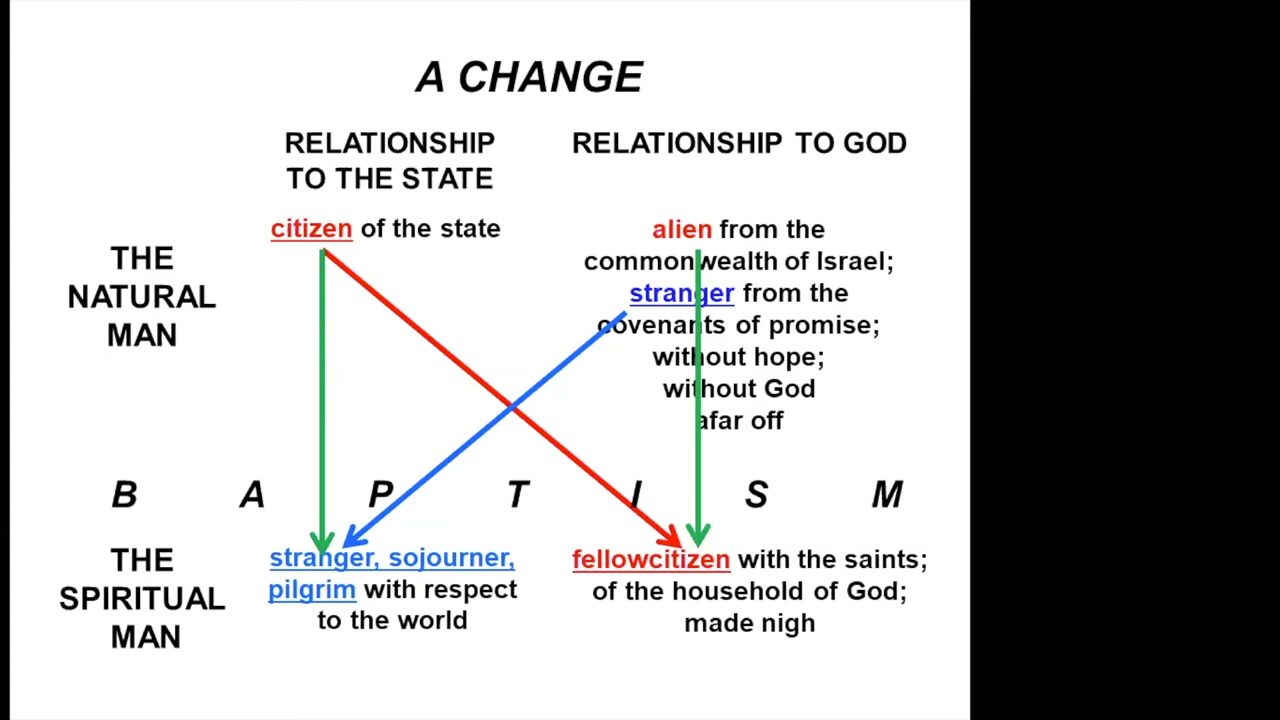 A CHANGE
RELATIONSHIP
TO THE STATE
RELATIONSHIP TO GOD
THE
NATURAL
MAN
citizen of the state
alien from the
commonwealth of Israel;
stranger from the
covenants of promise;
without hope;
without God
afar off
B A P T I S M
THE
SPIRITUAL
MAN
stranger, sojourner,
pilgrim with respect
to the world
fellowcitizen with the saints;
of the household of God;
made nigh